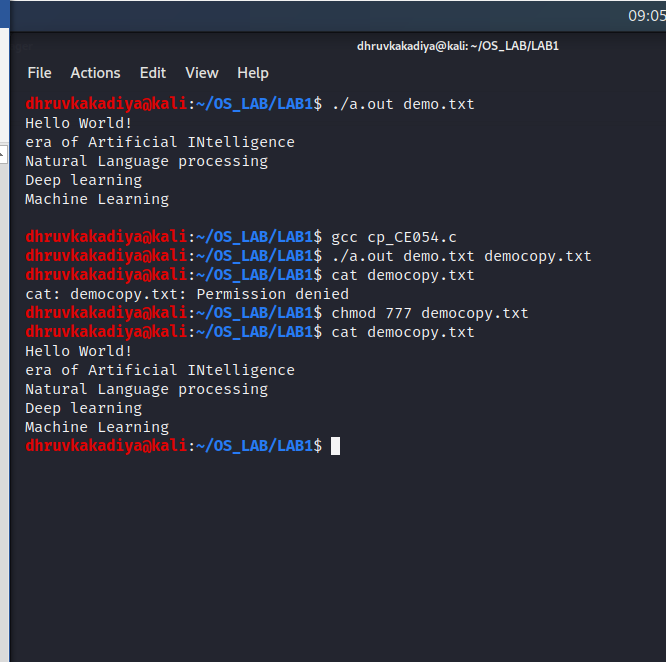 09:05
dhruvkakadiya@kali: ~/OS_LAB/LAB1
File Actions Edit View Help
dhruvkakadiya@kali:~/OS_LAB/LAB1$ ./a.out demo.txt
Hello World!
era of Artificial INtelligence
Natural Language processing
Deep learning
Machine Learning
dhruvkakadiya@kali:~/OS_LAB/LAB1$ gcc cp_CE054.c
dhruvkakadiya@kali:~/OS_LAB/LAB1$ ./a.out demo.txt democopy.txt
dhruvkakadiya@kali:~/OS_LAB/LAB1$ cat democopy.txt
cat: democopy.txt: Permission denied
dhruvkakadiya@kali:~/OS_LAB/LAB1$ chmod 777 democopy.txt
dhruvkakadiya@kali:~/OS_LAB/LAB1$ cat democopy.txt
Hello World!
era of Artificial INtelligence
Natural Language processing
Deep learning
Machine Learning
dhruvkakadiya@kali:~/OS_LAB/LAB1$